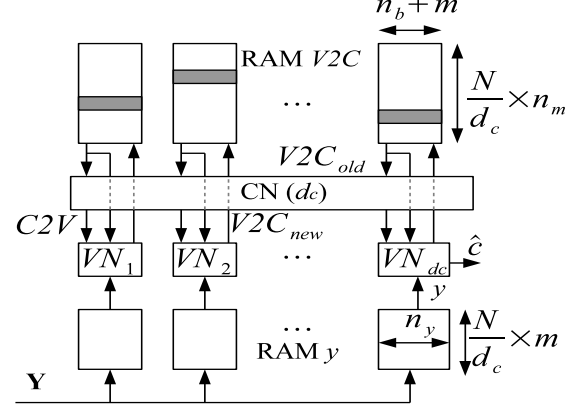 n_b + m
RAM V2C
...
N/d_c × n_m
V2C_old
CN (d_c)
C2V
V2C_new
VN_1
VN_2
...
VN_dc
ĉ
y
...
RAM y
n_y
N/d_c × m
Y